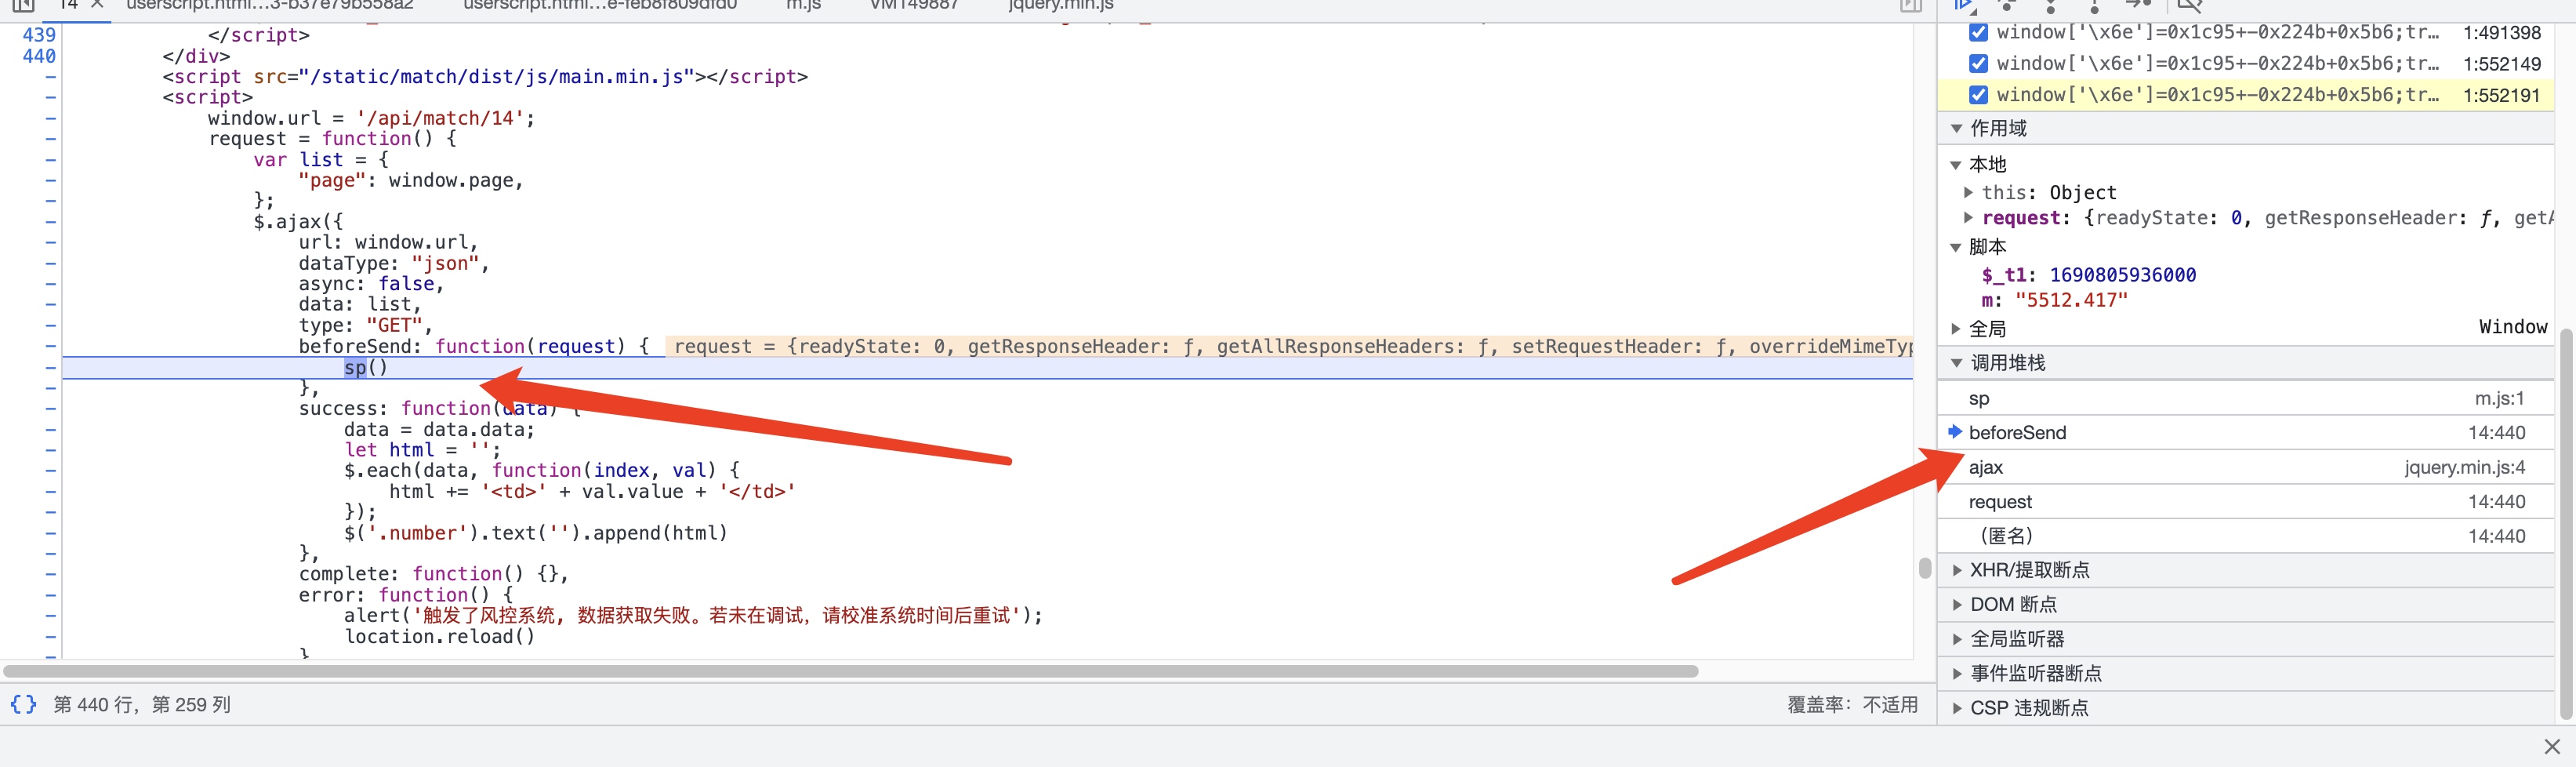 14 ×
userscript.html…3-b37e79b558a2
userscript.html…e-feb8f809dfd0
m.js
VM149887
jquery.min.js
439 </script>
440 </div>
<script src="/static/match/dist/js/main.min.js"></script>
<script>
window.url = '/api/match/14';
request = function() {
var list = {
"page": window.page,
};
$.ajax({
url: window.url,
dataType: "json",
async: false,
data: list,
type: "GET",
beforeSend: function(request) { request = {readyState: 0, getResponseHeader: ƒ, getAllResponseHeaders: ƒ, setRequestHeader: ƒ, overrideMimeTyp
sp()
},
success: function(data) {
data = data.data;
let html = '';
$.each(data, function(index, val) {
html += '<td>' + val.value + '</td>'
});
$('.number').text('').append(html)
},
complete: function() {},
error: function() {
alert('触发了风控系统, 数据获取失败。若未在调试，请校准系统时间后重试');
location.reload()
}
{} 第 440 行，第 259 列
覆盖率：不适用
window['\x6e']=0x1c95+-0x224b+0x5b6;tr… 1:491398
window['\x6e']=0x1c95+-0x224b+0x5b6;tr… 1:552149
window['\x6e']=0x1c95+-0x224b+0x5b6;tr… 1:552191
作用域
本地
this: Object
request: {readyState: 0, getResponseHeader: ƒ, getA
脚本
$_t1: 1690805936000
m: "5512.417"
全局 Window
调用堆栈
sp m.js:1
beforeSend 14:440
ajax jquery.min.js:4
request 14:440
（匿名） 14:440
XHR/提取断点
DOM 断点
全局监听器
事件监听器断点
CSP 违规断点